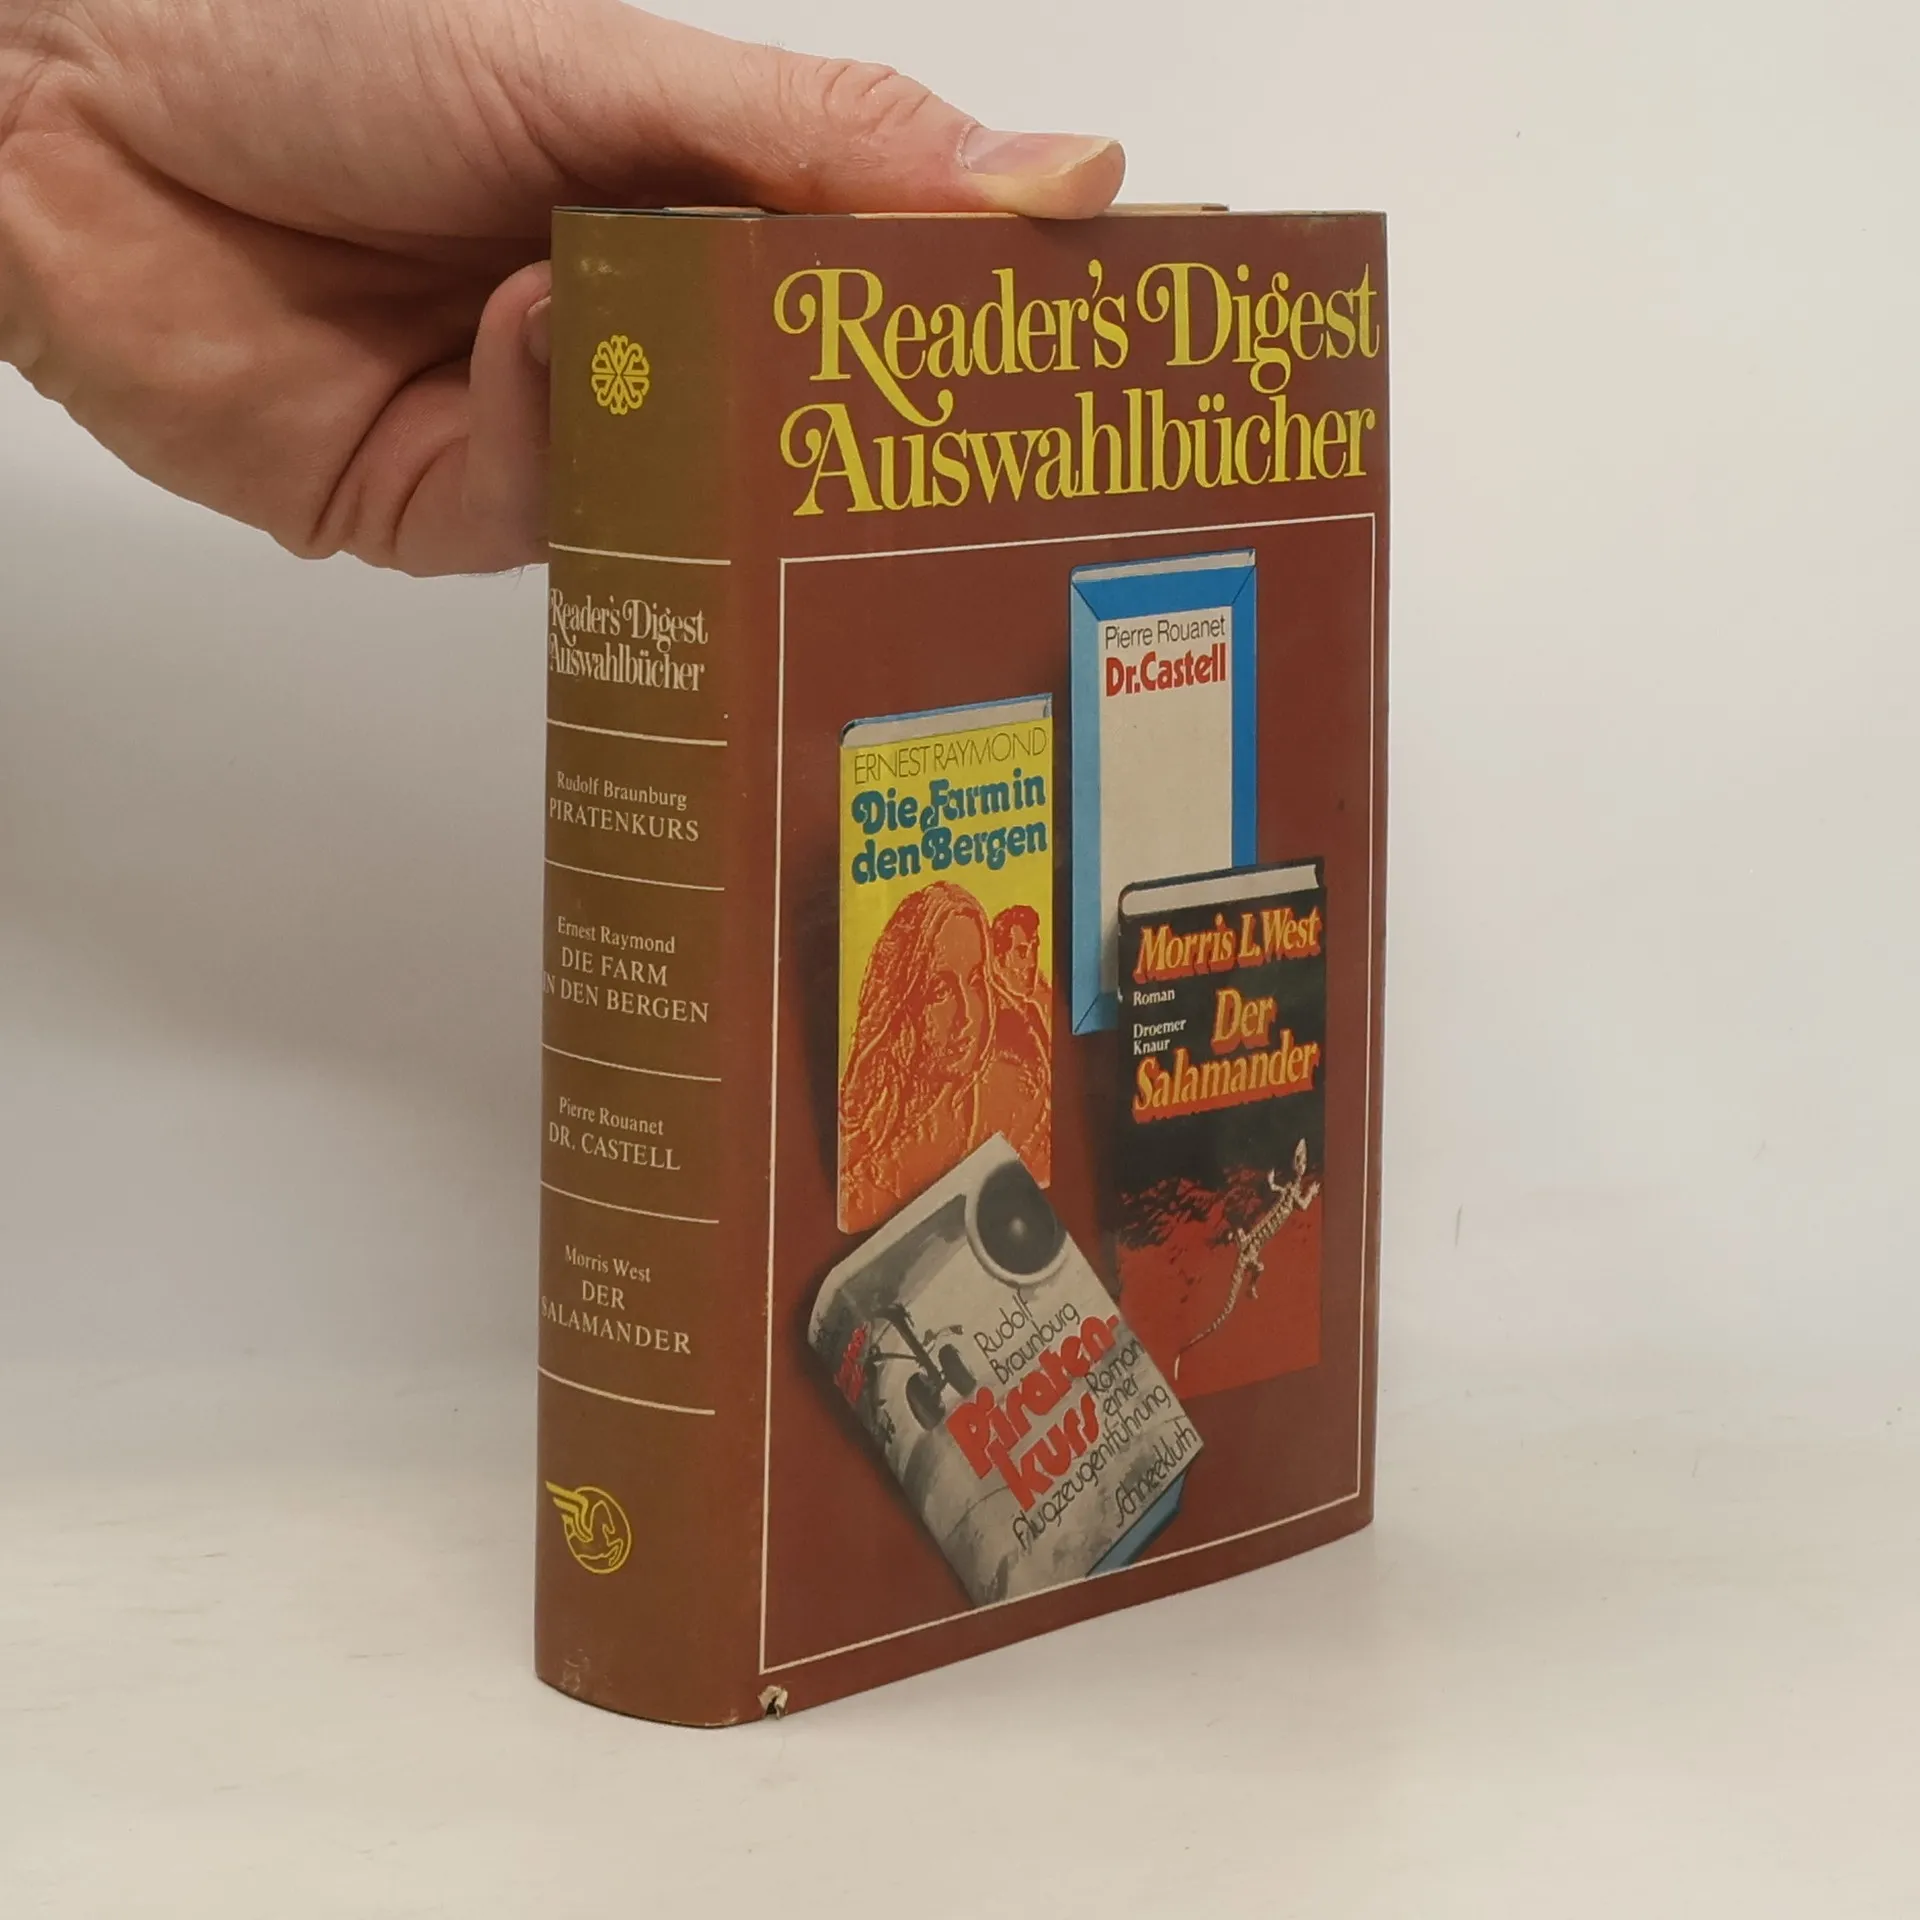 Reader's Digest
Auswahlbücher
Rudolf Braunburg
PIRATENKURS
Ernest Raymond
DIE FARM
IN DEN BERGEN
Pierre Rouanet
DR. CASTELL
Morris West
DER
SALAMANDER
Reader's Digest
Auswahlbücher
Pierre Rouanet
Dr. Castell
ERNEST RAYMOND
Die Farm in
den Bergen
Morris L. West
Roman
Der
Droemer
Knaur
Salamander
Rudolf
Braunburg
Piraten-
kurs
Roman
einer
Flugzeugentführung
Schneekluth